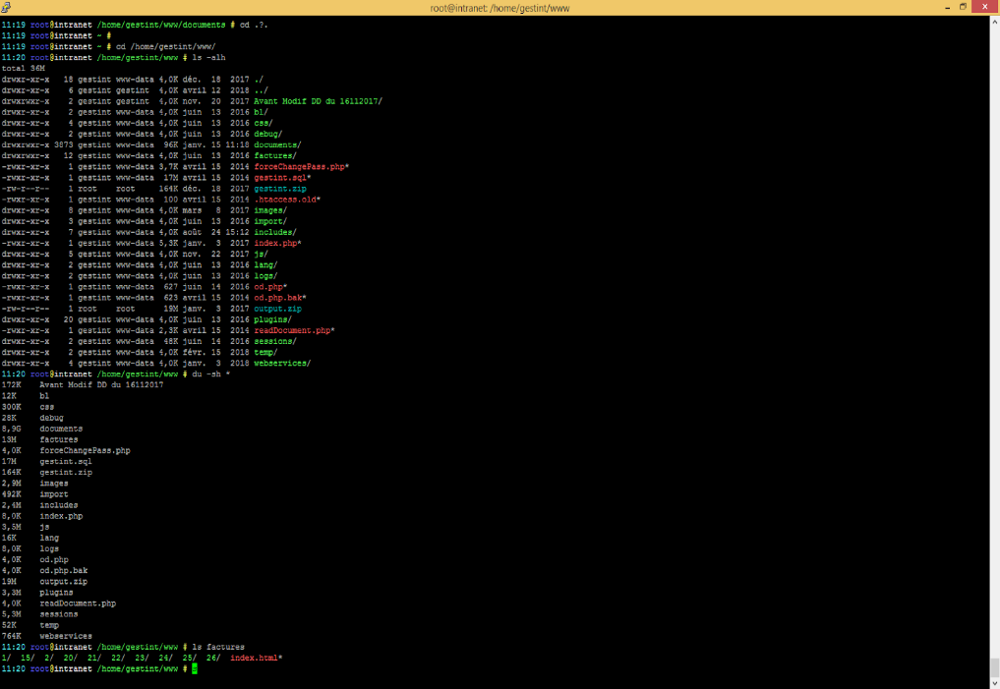 root@intranet: /home/gestint/www
11:19 root@intranet /home/gestint/www/documents # cd .?.
11:19 root@intranet ~ #
11:19 root@intranet ~ # cd /home/gestint/www/
11:20 root@intranet /home/gestint/www # ls -alh
total 36M
drwxr-xr-x 18 gestint www-data 4,0K déc. 18 2017 ./
drwxr-xr-x 6 gestint gestint 4,0K avril 12 2018 ../
drwxrwxr-x 2 gestint gestint 4,0K nov. 20 2017 Avant Modif DD du 16112017/
drwxr-xr-x 2 gestint www-data 4,0K juin 13 2016 bl/
drwxr-xr-x 4 gestint www-data 4,0K juin 13 2016 css/
drwxr-xr-x 2 gestint www-data 4,0K juin 13 2016 debug/
drwxrwxr-x 3873 gestint www-data 96K janv. 15 11:18 documents/
drwxrwxr-x 12 gestint www-data 4,0K juin 13 2016 factures/
-rwxr-xr-x 1 gestint www-data 3,7K avril 15 2014 forceChangePass.php*
-rwxr-xr-x 1 gestint www-data 17M avril 15 2014 gestint.sql*
-rw-r--r-- 1 root root 164K déc. 18 2017 gestint.zip
-rwxr-xr-x 1 gestint www-data 100 avril 15 2014 .htaccess.old*
drwxr-xr-x 8 gestint www-data 4,0K mars 8 2017 images/
drwxr-xr-x 3 gestint www-data 4,0K juin 13 2016 import/
drwxr-xr-x 7 gestint www-data 4,0K août 24 15:12 includes/
-rwxr-xr-x 1 gestint www-data 5,3K janv. 3 2017 index.php*
drwxr-xr-x 5 gestint www-data 4,0K nov. 22 2017 js/
drwxr-xr-x 2 gestint www-data 4,0K juin 13 2016 lang/
drwxr-xr-x 2 gestint www-data 4,0K juin 13 2016 logs/
-rwxr-xr-x 1 gestint www-data 627 juin 14 2016 od.php*
-rwxr-xr-x 1 gestint www-data 623 avril 15 2014 od.php.bak*
-rw-r--r-- 1 root root 19M janv. 3 2017 output.zip
drwxr-xr-x 20 gestint www-data 4,0K juin 13 2016 plugins/
-rwxr-xr-x 1 gestint www-data 2,3K avril 15 2014 readDocument.php*
drwxr-xr-x 2 gestint www-data 48K juin 14 2016 sessions/
drwxr-xr-x 2 gestint www-data 4,0K févr. 15 2018 temp/
drwxr-xr-x 4 gestint www-data 4,0K janv. 3 2018 webservices/
11:20 root@intranet /home/gestint/www # du -sh *
172K Avant Modif DD du 16112017
12K bl
300K css
28K debug
8,9G documents
13M factures
4,0K forceChangePass.php
17M gestint.sql
164K gestint.zip
2,9M images
492K import
2,4M includes
8,0K index.php
3,5M js
16K lang
8,0K logs
4,0K od.php
4,0K od.php.bak
19M output.zip
3,3M plugins
4,0K readDocument.php
5,3M sessions
52K temp
764K webservices
11:20 root@intranet /home/gestint/www # ls factures
1/ 15/ 2/ 20/ 21/ 22/ 23/ 24/ 25/ 26/ index.html*
11:20 root@intranet /home/gestint/www #